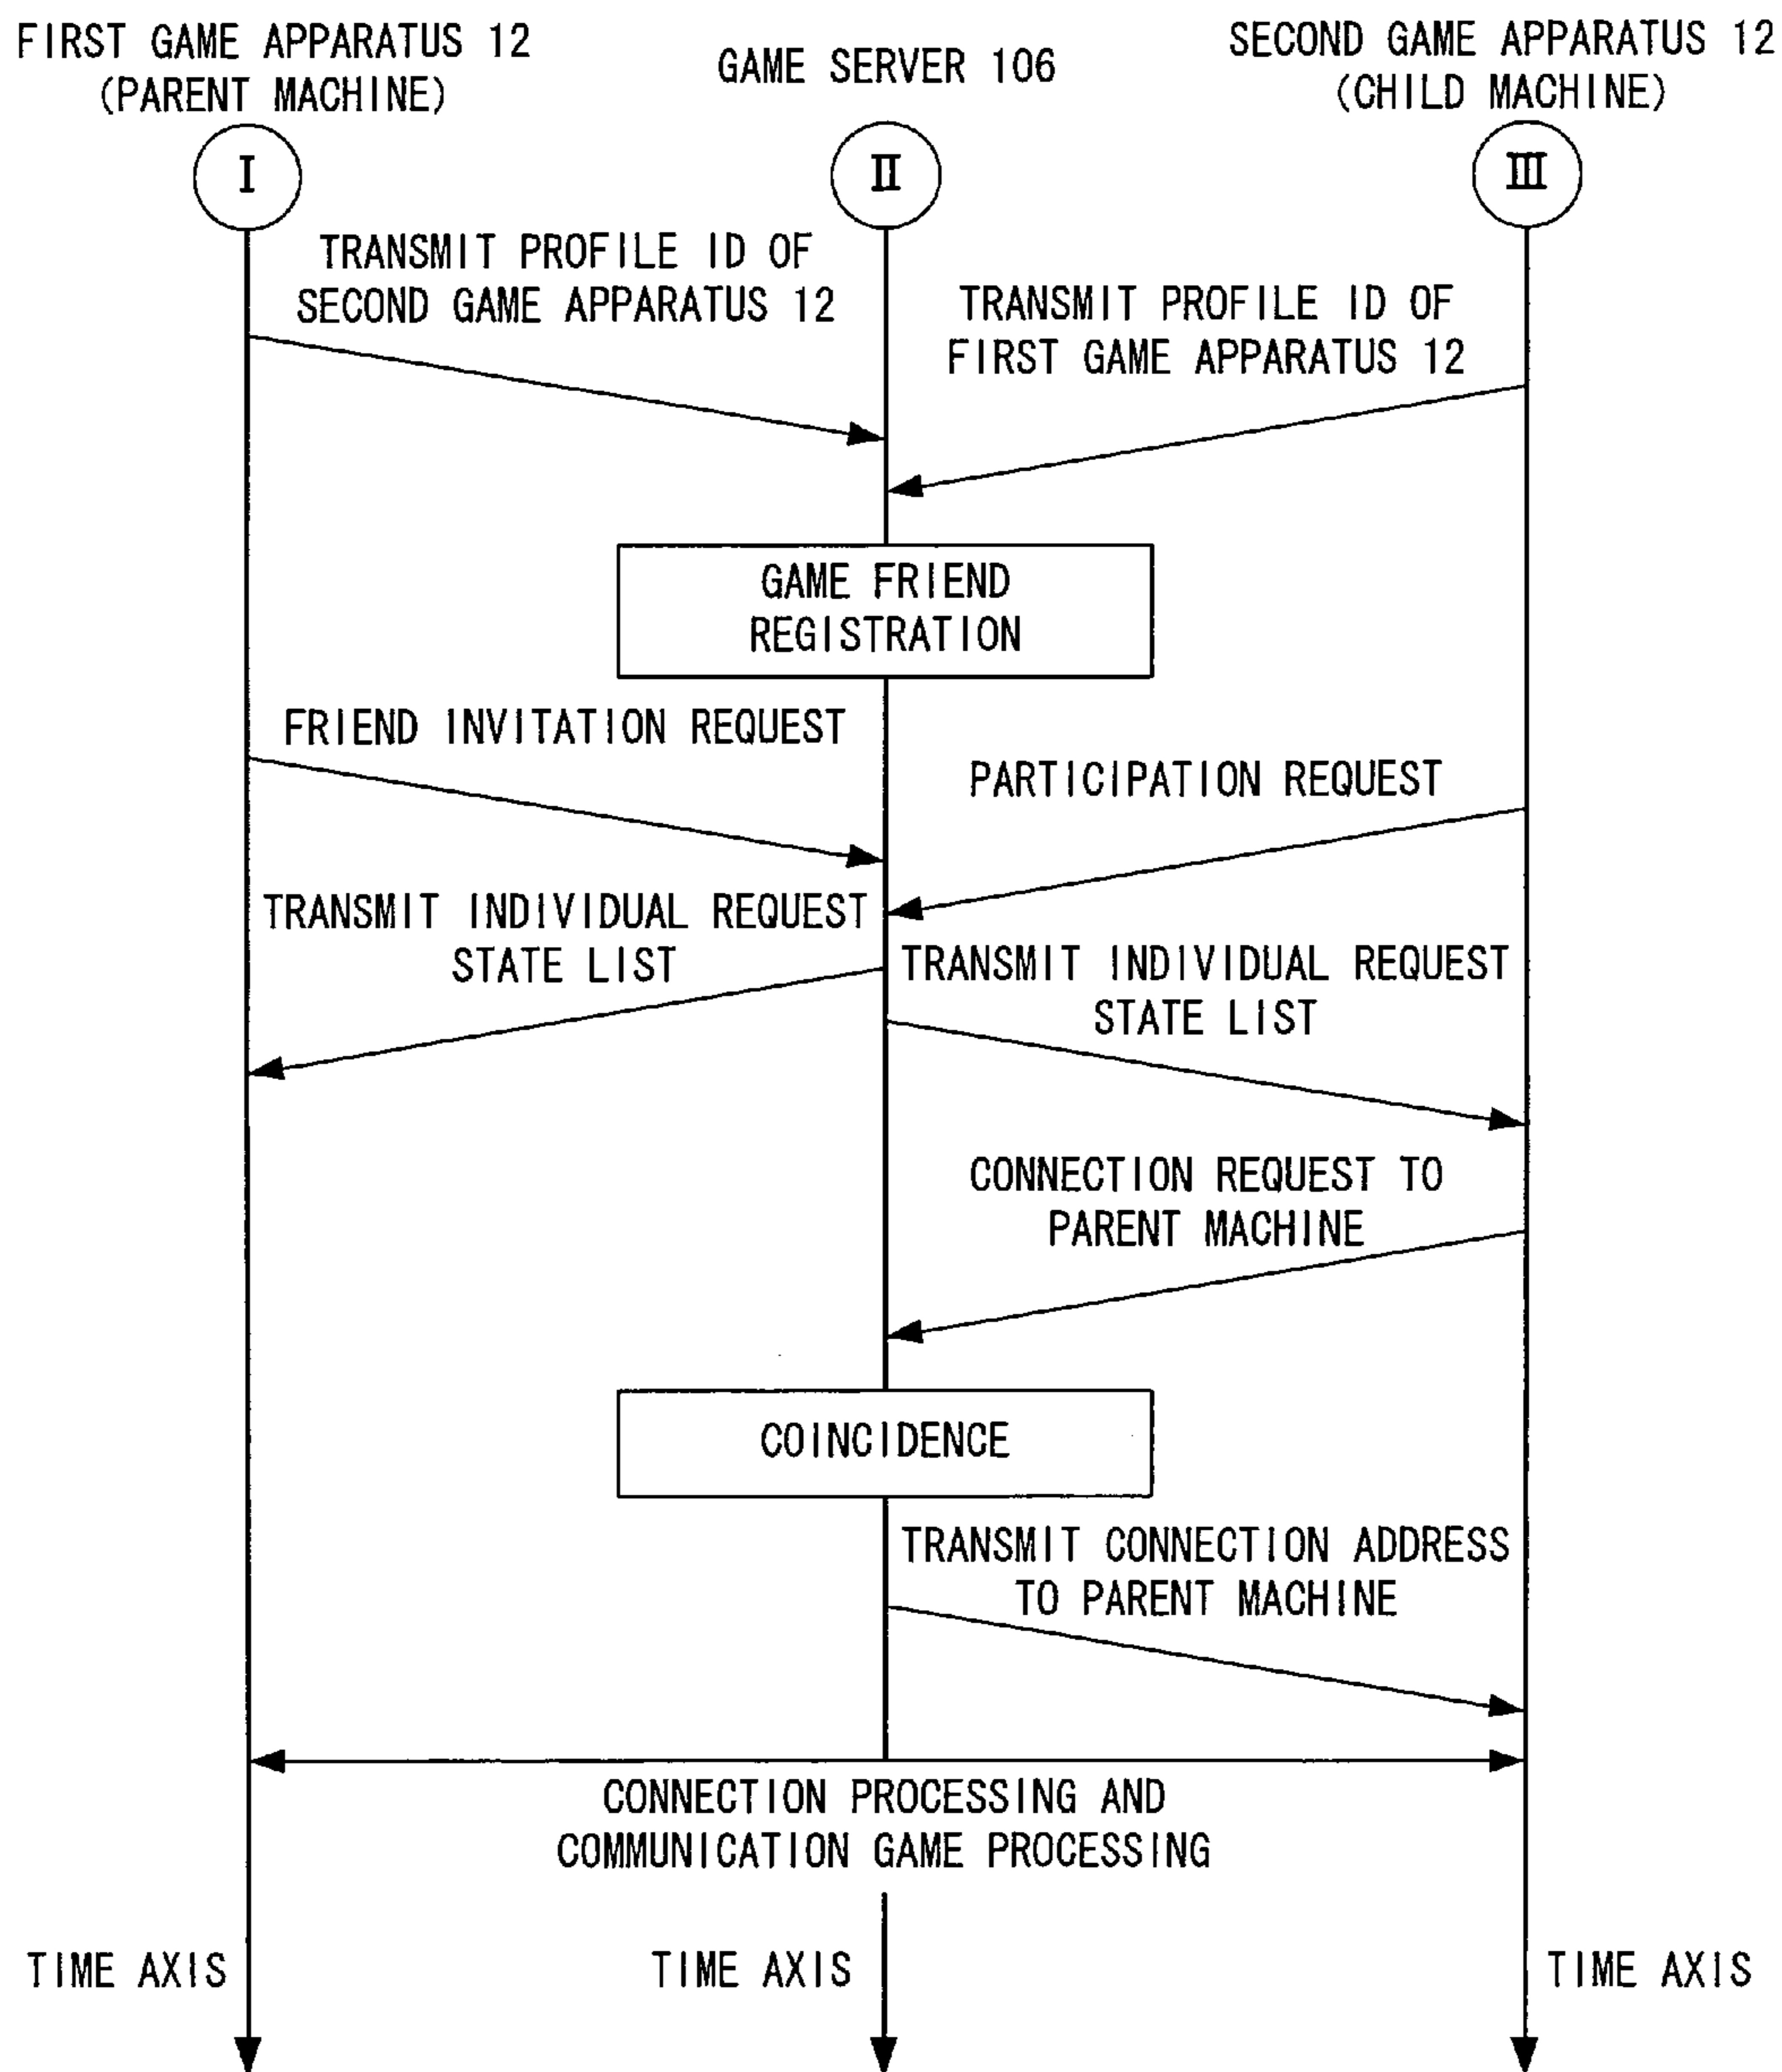 FIRST GAME APPARATUS 12
(PARENT MACHINE)
GAME SERVER 106
SECOND GAME APPARATUS 12
(CHILD MACHINE)
I
II
III
TRANSMIT PROFILE ID OF
SECOND GAME APPARATUS 12
TRANSMIT PROFILE ID OF
FIRST GAME APPARATUS 12
GAME FRIEND
REGISTRATION
FRIEND INVITATION REQUEST
PARTICIPATION REQUEST
TRANSMIT INDIVIDUAL REQUEST
STATE LIST
TRANSMIT INDIVIDUAL REQUEST
STATE LIST
CONNECTION REQUEST TO
PARENT MACHINE
COINCIDENCE
TRANSMIT CONNECTION ADDRESS
TO PARENT MACHINE
CONNECTION PROCESSING AND
COMMUNICATION GAME PROCESSING
TIME AXIS
TIME AXIS
TIME AXIS